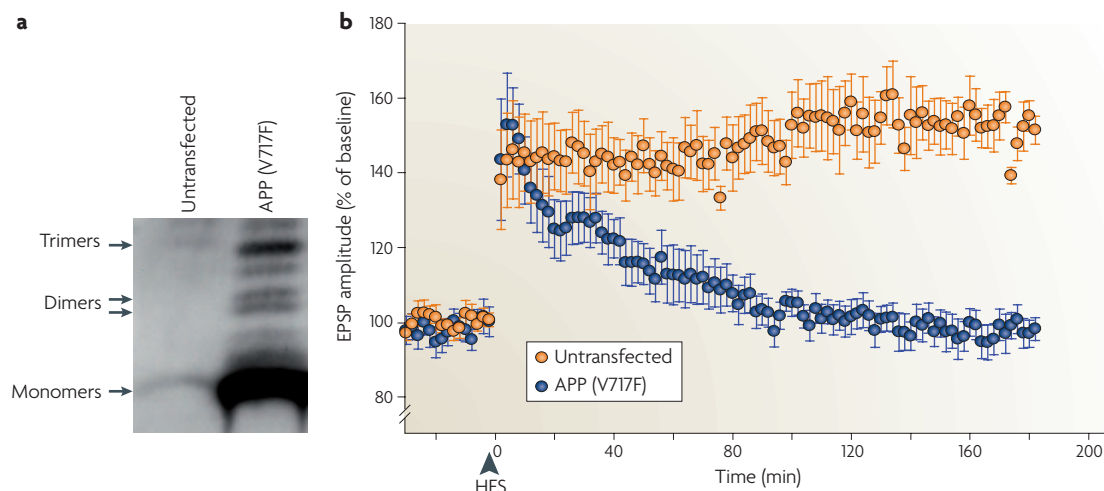 a
Untransfected
APP (V717F)
Trimers
Dimers
Monomers
b
EPSP amplitude (% of baseline)
180
160
140
120
100
80
Untransfected
APP (V717F)
0
40
80
120
160
200
HFS
Time (min)